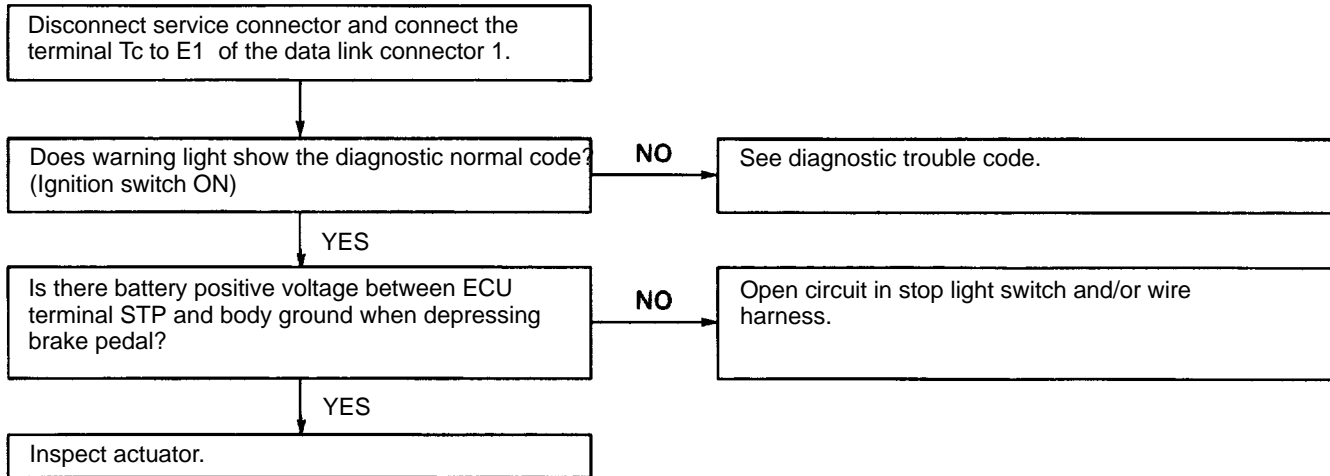 Disconnect service connector and connect the
terminal Tc to E1 of the data link connector 1.
Does warning light show the diagnostic normal code?
(Ignition switch ON)
NO
See diagnostic trouble code.
YES
Is there battery positive voltage between ECU
terminal STP and body ground when depressing
brake pedal?
NO
Open circuit in stop light switch and/or wire
harness.
YES
Inspect actuator.